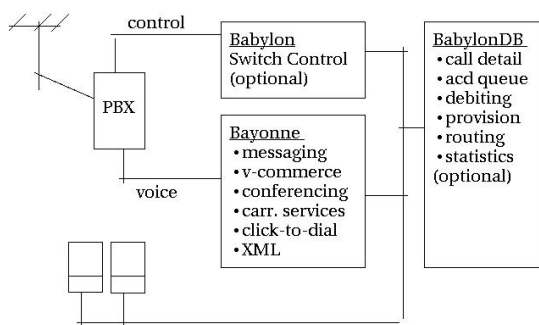 control
PBX
voice
Babylon
Switch Control
(optional)
Bayonne
• messaging
• v-commerce
• conferencing
• carr. services
• click-to-dial
• XML
BabylonDB
• call detail
• acd queue
• debiting
• provision
• routing
• statistics
(optional)